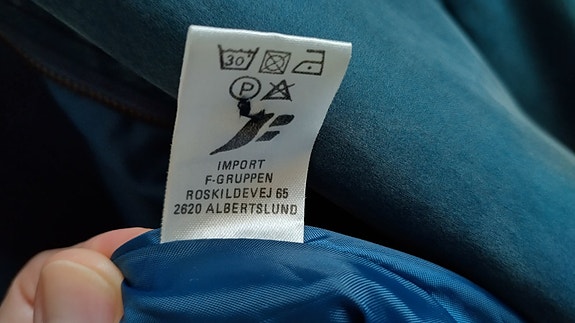 30°
P
IMPORT
F-GRUPPEN
ROSKILDEVEJ 65
2620 ALBERTSLUND